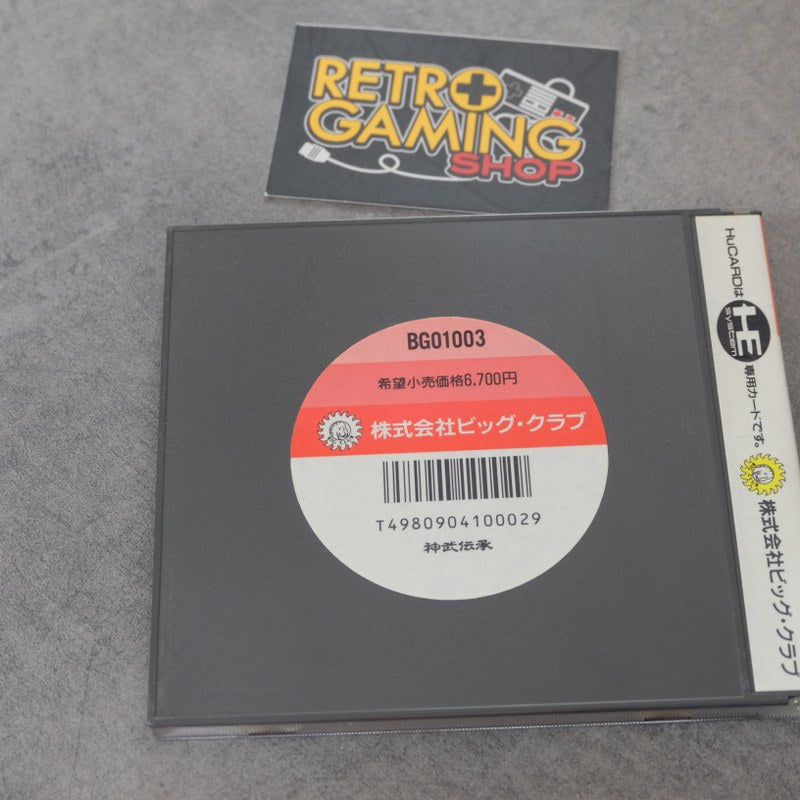 RETRO
GAMING
SHOP
BG01003
希望小売価格6,700円
株式会社ビッグ・クラブ
T4980904100029
神武伝承
HuCARDは
HE
system
専用カードです。
株式会社ビッグ・クラブ